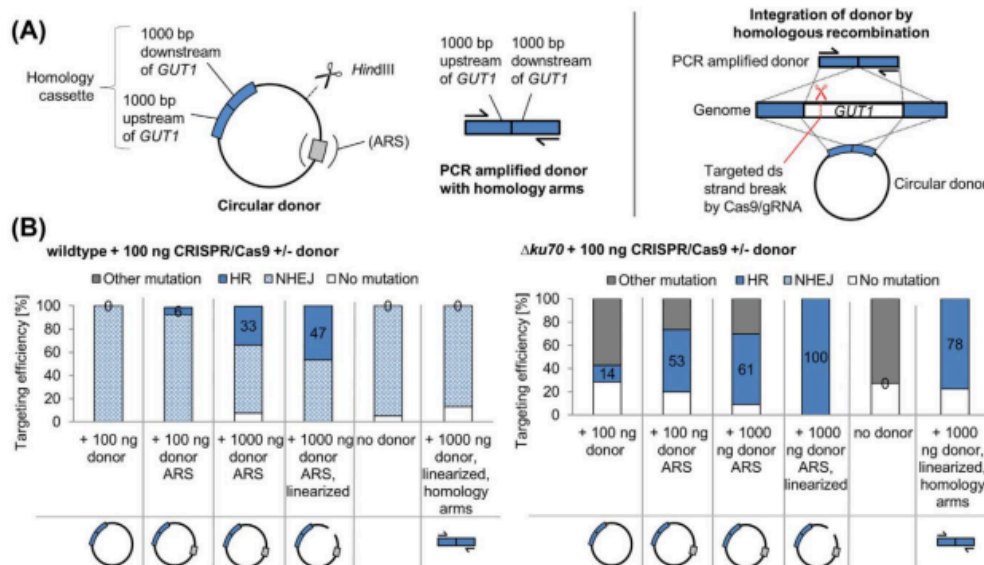 (A)
Homology
cassette
1000 bp
downstream
of GUT1
1000 bp
upstream
of GUT1
HindIII
(ARS)
Circular donor
1000 bp
upstream
of GUT1
1000 bp
downstream
of GUT1
PCR amplified donor
with homology arms
Integration of donor by
homologous recombination
PCR amplified donor
Genome
GUT1
Targeted ds
strand break
by Cas9/gRNA
Circular donor
(B)
wildtype + 100 ng CRISPR/Cas9 +/- donor
Other mutation HR NHEJ No mutation
Targeting efficiency [%]
100
80
60
40
20
0
0
6
33
47
0
0
+ 100 ng
donor
+ 100 ng
donor
ARS
+ 1000 ng
donor
ARS
+ 1000 ng
donor
ARS,
linearized
no donor
+ 1000 ng
donor,
linearized,
homology
arms
Δku70 + 100 ng CRISPR/Cas9 +/- donor
Other mutation HR NHEJ No mutation
Targeting efficiency [%]
100
80
60
40
20
0
14
53
61
100
0
78
+ 100 ng
donor
+ 100 ng
donor
ARS
+ 1000
ng donor
ARS
+ 1000
ng donor
ARS,
linearized
no donor
+ 1000
ng donor,
linearized,
homology
arms